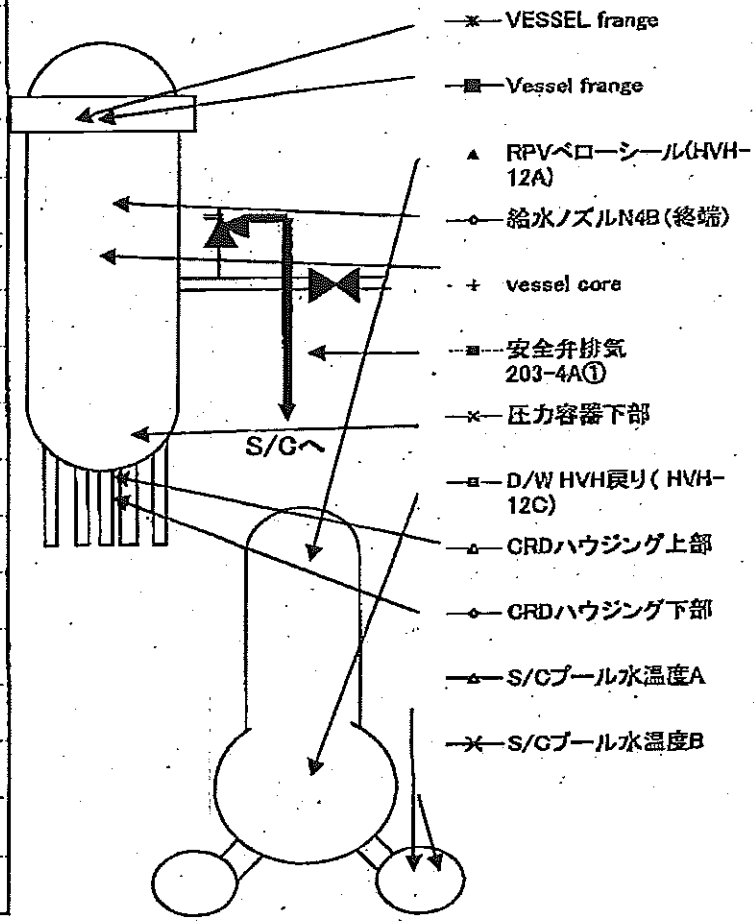 VESSEL frange
Vessel frange
RPVベローシール(HVH-
12A)
給水ノズルN4B(終端)
vessel core
安全弁排気
203-4A①
圧力容器下部
S/Cへ
D/W HVH戻り( HVH-
12C)
CRDハウジング上部
CRDハウジング下部
S/Cプール水温度A
S/Cプール水温度B